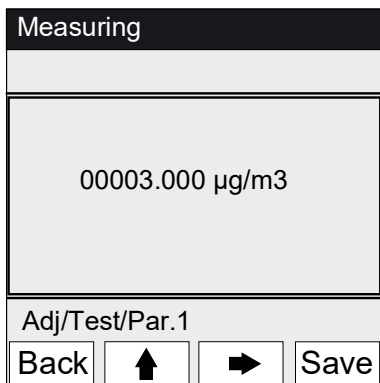 Measuring
00003.000 µg/m3
Adj/Test/Par.1
Back Save